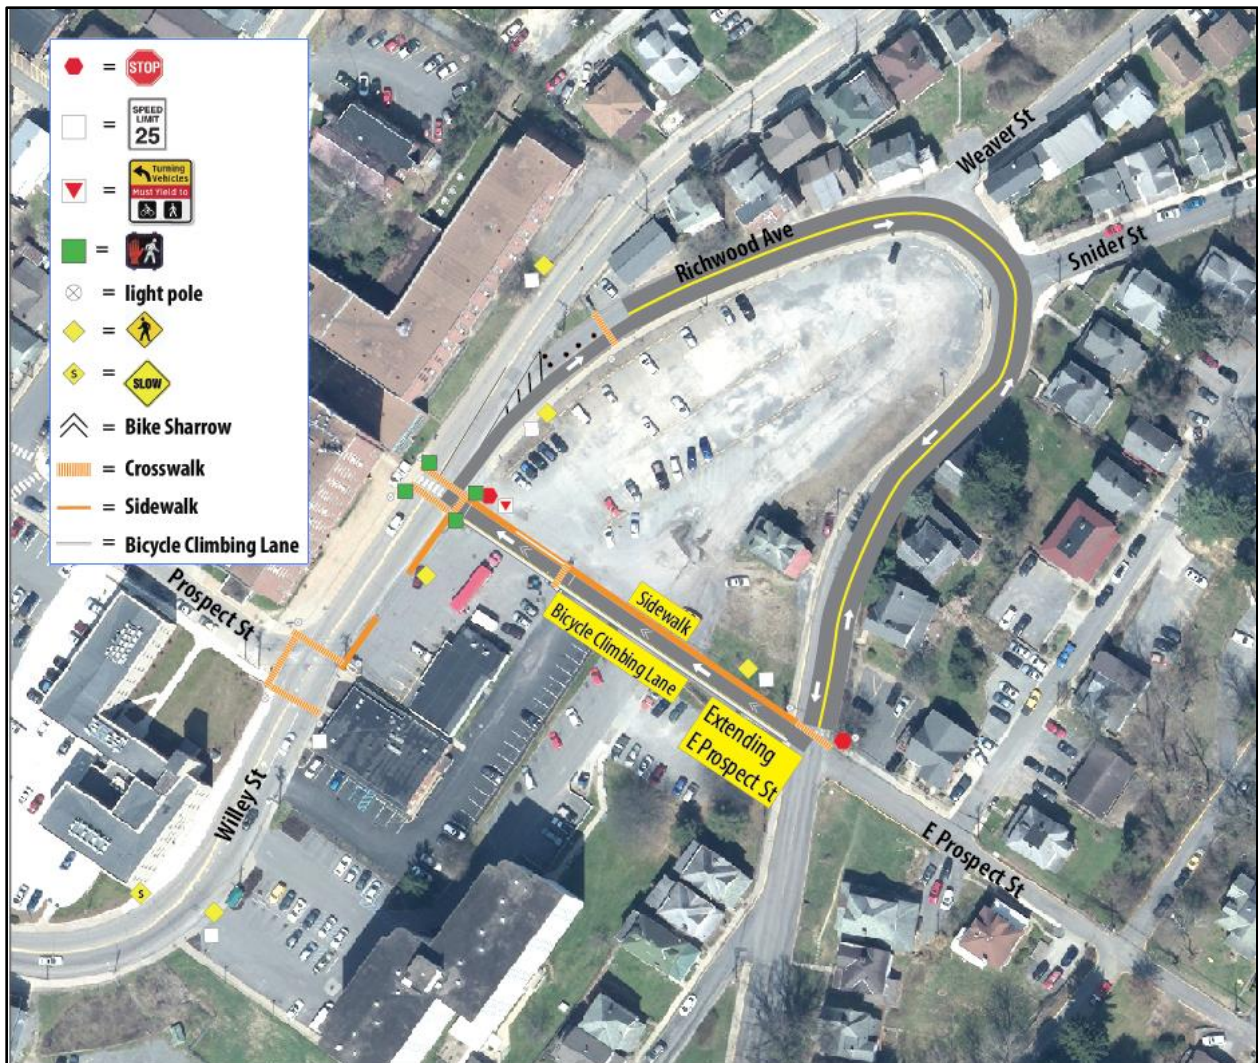 = STOP
= SPEED
LIMIT
25
= Turning
Vehicles
Must Yield to
=
= light pole
=
S = SLOW
= Bike Sharrow
= Crosswalk
= Sidewalk
= Bicycle Climbing Lane
Weaver St
Richwood Ave
Snider St
Prospect St
Sidewalk
Bicycle Climbing Lane
Extending
E Prospect St
Willey St
E Prospect St
S